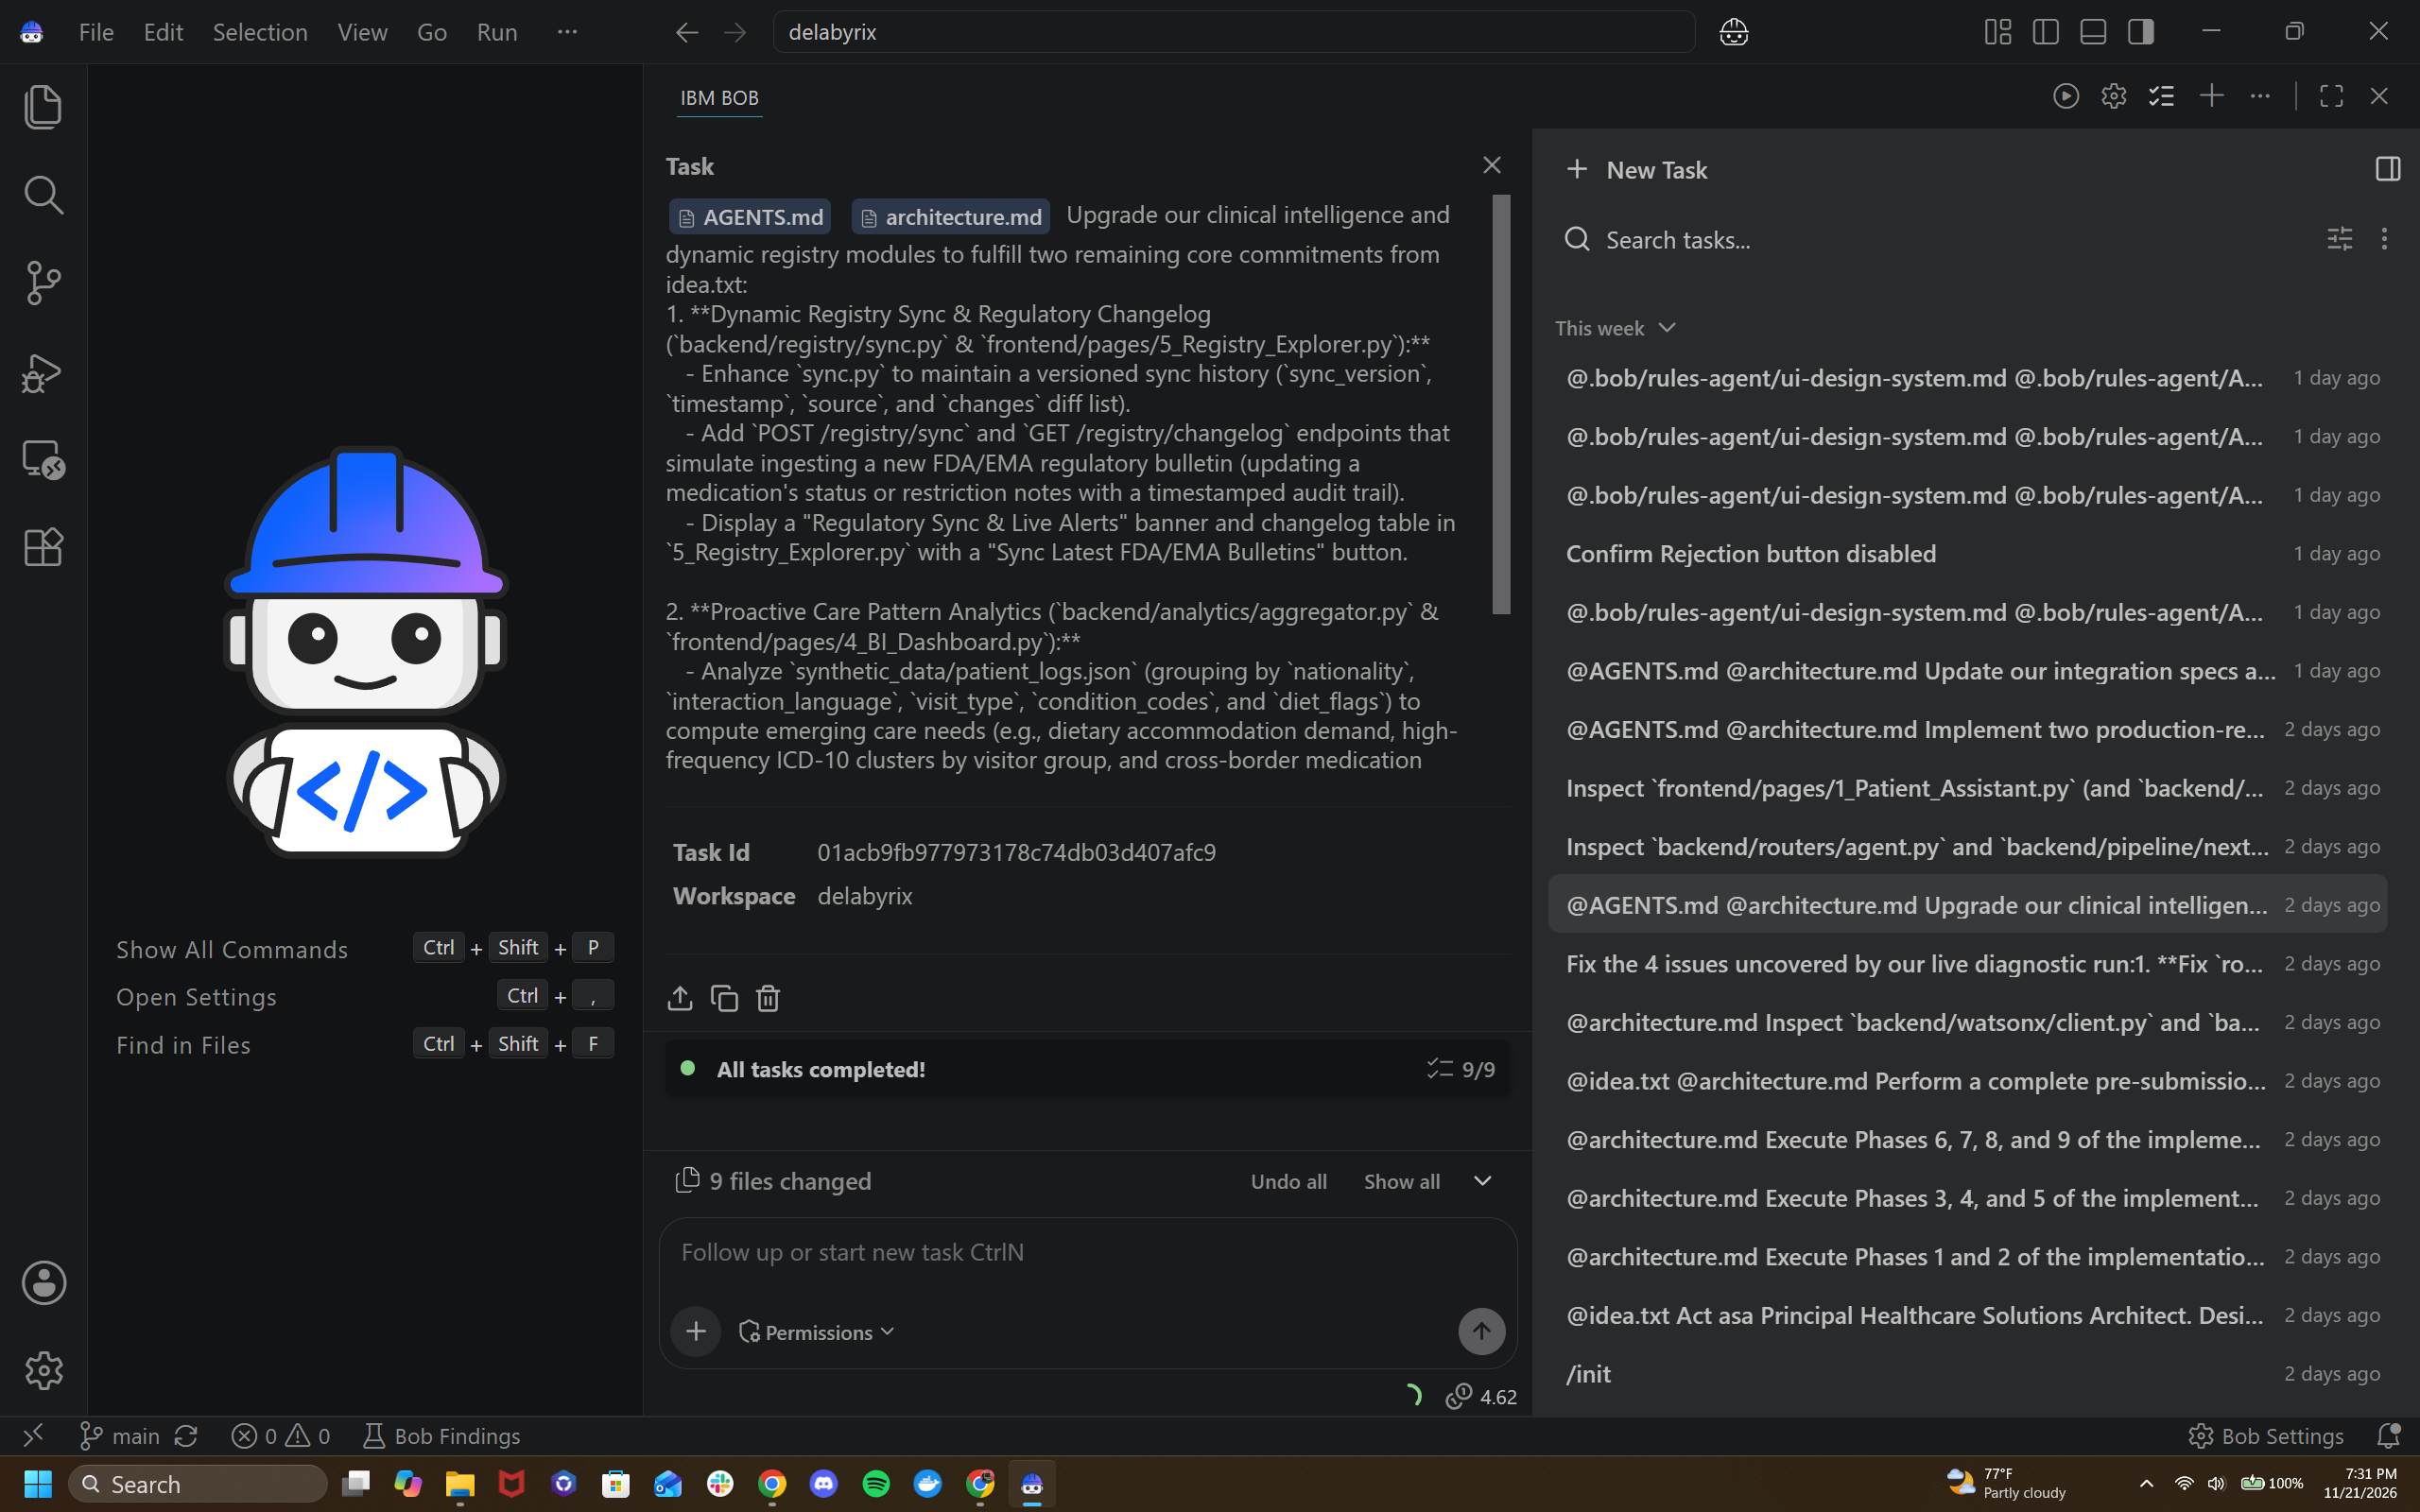 File Edit Selection View Go Run ···
delabyrix
IBM BOB
Task
AGENTS.md architecture.md Upgrade our clinical intelligence and
dynamic registry modules to fulfill two remaining core commitments from
idea.txt:
1. **Dynamic Registry Sync & Regulatory Changelog
(`backend/registry/sync.py` & `frontend/pages/5_Registry_Explorer.py`):**
- Enhance `sync.py` to maintain a versioned sync history (`sync_version`,
`timestamp`, `source`, and `changes` diff list).
- Add `POST /registry/sync` and `GET /registry/changelog` endpoints that
simulate ingesting a new FDA/EMA regulatory bulletin (updating a
medication's status or restriction notes with a timestamped audit trail).
- Display a "Regulatory Sync & Live Alerts" banner and changelog table in
`5_Registry_Explorer.py` with a "Sync Latest FDA/EMA Bulletins" button.
2. **Proactive Care Pattern Analytics (`backend/analytics/aggregator.py` &
`frontend/pages/4_BI_Dashboard.py`):**
- Analyze `synthetic_data/patient_logs.json` (grouping by `nationality`,
`interaction_language`, `visit_type`, `condition_codes`, and `diet_flags`) to
compute emerging care needs (e.g., dietary accommodation demand, high-
frequency ICD-10 clusters by visitor group, and cross-border medication
Task Id 01acb9fb977973178c74db03d407afc9
Workspace delabyrix
All tasks completed! 9/9
9 files changed Undo all Show all
Follow up or start new task CtrlN
Permissions
4.62
Show All Commands Ctrl + Shift + P
Open Settings Ctrl + ,
Find in Files Ctrl + Shift + F
New Task
Search tasks...
This week
@.bob/rules-agent/ui-design-system.md @.bob/rules-agent/A... 1 day ago
@.bob/rules-agent/ui-design-system.md @.bob/rules-agent/A... 1 day ago
@.bob/rules-agent/ui-design-system.md @.bob/rules-agent/A... 1 day ago
Confirm Rejection button disabled 1 day ago
@.bob/rules-agent/ui-design-system.md @.bob/rules-agent/A... 1 day ago
@AGENTS.md @architecture.md Update our integration specs a... 1 day ago
@AGENTS.md @architecture.md Implement two production-re... 2 days ago
Inspect `frontend/pages/1_Patient_Assistant.py` (and `backend/... 2 days ago
Inspect `backend/routers/agent.py` and `backend/pipeline/next... 2 days ago
@AGENTS.md @architecture.md Upgrade our clinical intelligen... 2 days ago
Fix the 4 issues uncovered by our live diagnostic run:1. **Fix `ro... 2 days ago
@architecture.md Inspect `backend/watsonx/client.py` and `ba... 2 days ago
@idea.txt @architecture.md Perform a complete pre-submissio... 2 days ago
@architecture.md Execute Phases 6, 7, 8, and 9 of the impleme... 2 days ago
@architecture.md Execute Phases 3, 4, and 5 of the implement... 2 days ago
@architecture.md Execute Phases 1 and 2 of the implementatio... 2 days ago
@idea.txt Act asa Principal Healthcare Solutions Architect. Desi... 2 days ago
/init 2 days ago
main 0 0 Bob Findings Bob Settings
Search
77°F
Partly cloudy
100%
7:31 PM
11/21/2026